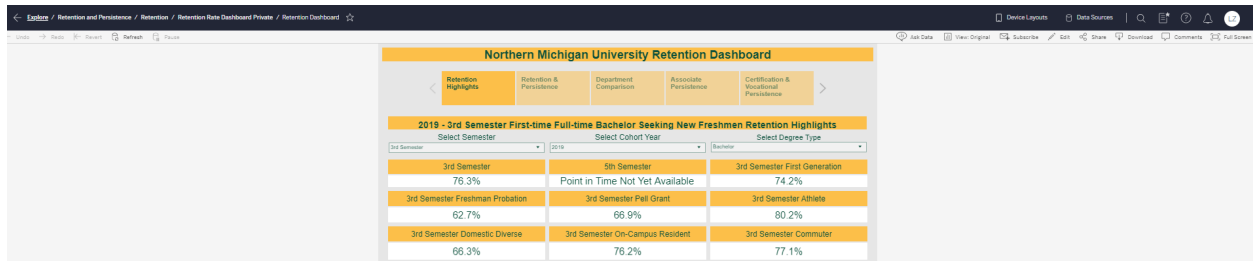 Explore / Retention and Persistence / Retention / Retention Rate Dashboard Private / Retention Dashboard
Device Layouts Data Sources LZ
Undo Redo Revert Refresh Pause
Ask Data View: Original Subscribe Edit Share Download Comments Full Screen
Northern Michigan University Retention Dashboard
Retention Highlights
Retention & Persistence
Department Comparison
Associate Persistence
Certification & Vocational Persistence
2019 - 3rd Semester First-time Full-time Bachelor Seeking New Freshmen Retention Highlights
Select Semester Select Cohort Year Select Degree Type
3rd Semester 2019 Bachelor
3rd Semester 5th Semester 3rd Semester First Generation
76.3% Point in Time Not Yet Available 74.2%
3rd Semester Freshman Probation 3rd Semester Pell Grant 3rd Semester Athlete
62.7% 66.9% 80.2%
3rd Semester Domestic Diverse 3rd Semester On-Campus Resident 3rd Semester Commuter
66.3% 76.2% 77.1%